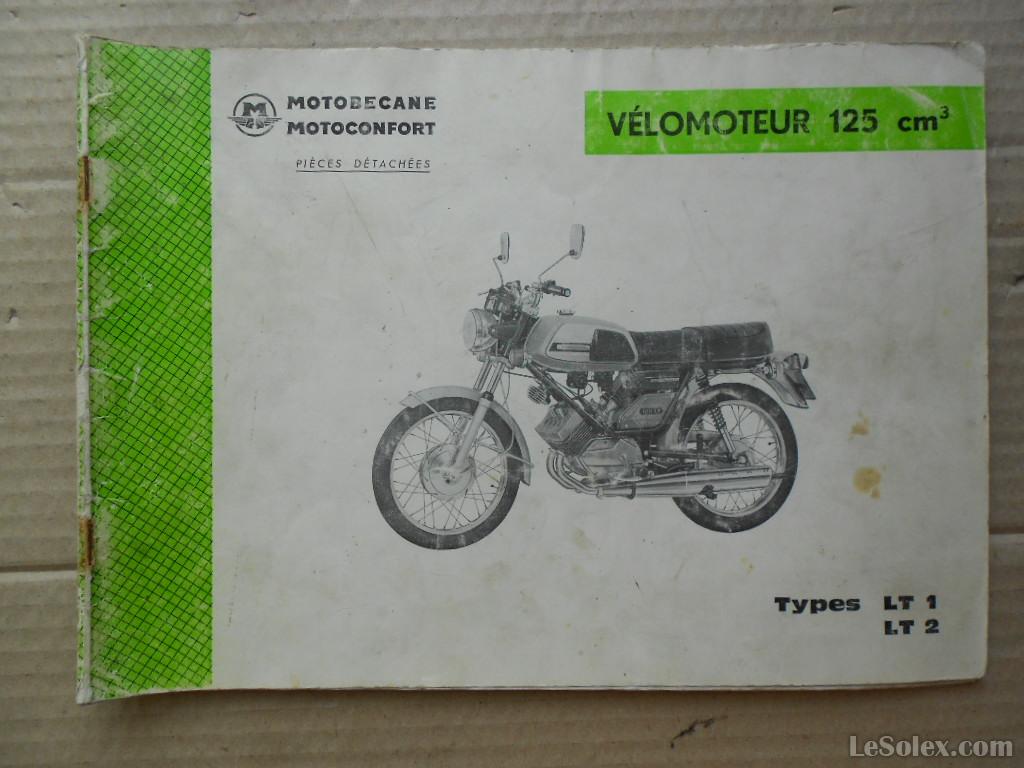 M
MOTOBECANE
MOTOCONFORT
PIÈCES DÉTACHÉES
VÉLOMOTEUR 125 cm³
Types LT 1
LT 2
LeSolex.com